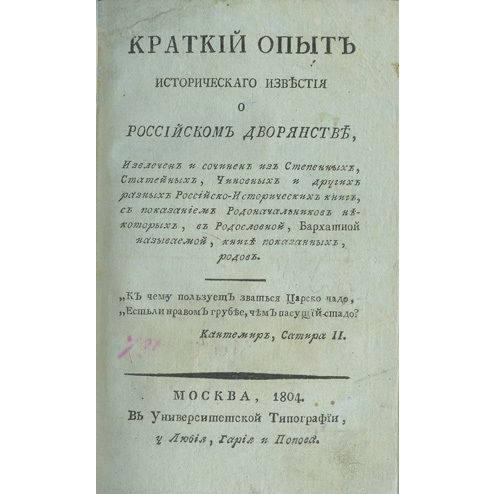 КРАТКІЙ ОПЫТЪ
ИСТОРИЧЕСКАГО ИЗВѢСТІЯ
О
РОССІЙСКОМЪ ДВОРЯНСТВѢ,
Извлеченъ и сочиненъ изъ Степенныхъ,
Статейныхъ, Чиновныхъ и другихъ
разныхъ Россійско-Историческихъ книгъ,
съ показаніемъ Родоначальниковъ нѣ-
которыхъ, въ Родословной, Бархатной
называемой, книгѣ показанныхъ,
родовъ.
„Къ чему пользуетъ зваться Царско чадо,
„Естьли нравомъ грубѣе, чѣмъ пасущій стадо?
Кантемиръ, Сатира II.
МОСКВА, 1804.
Въ Университетской Типографіи,
у Любія, Гарія и Попова.